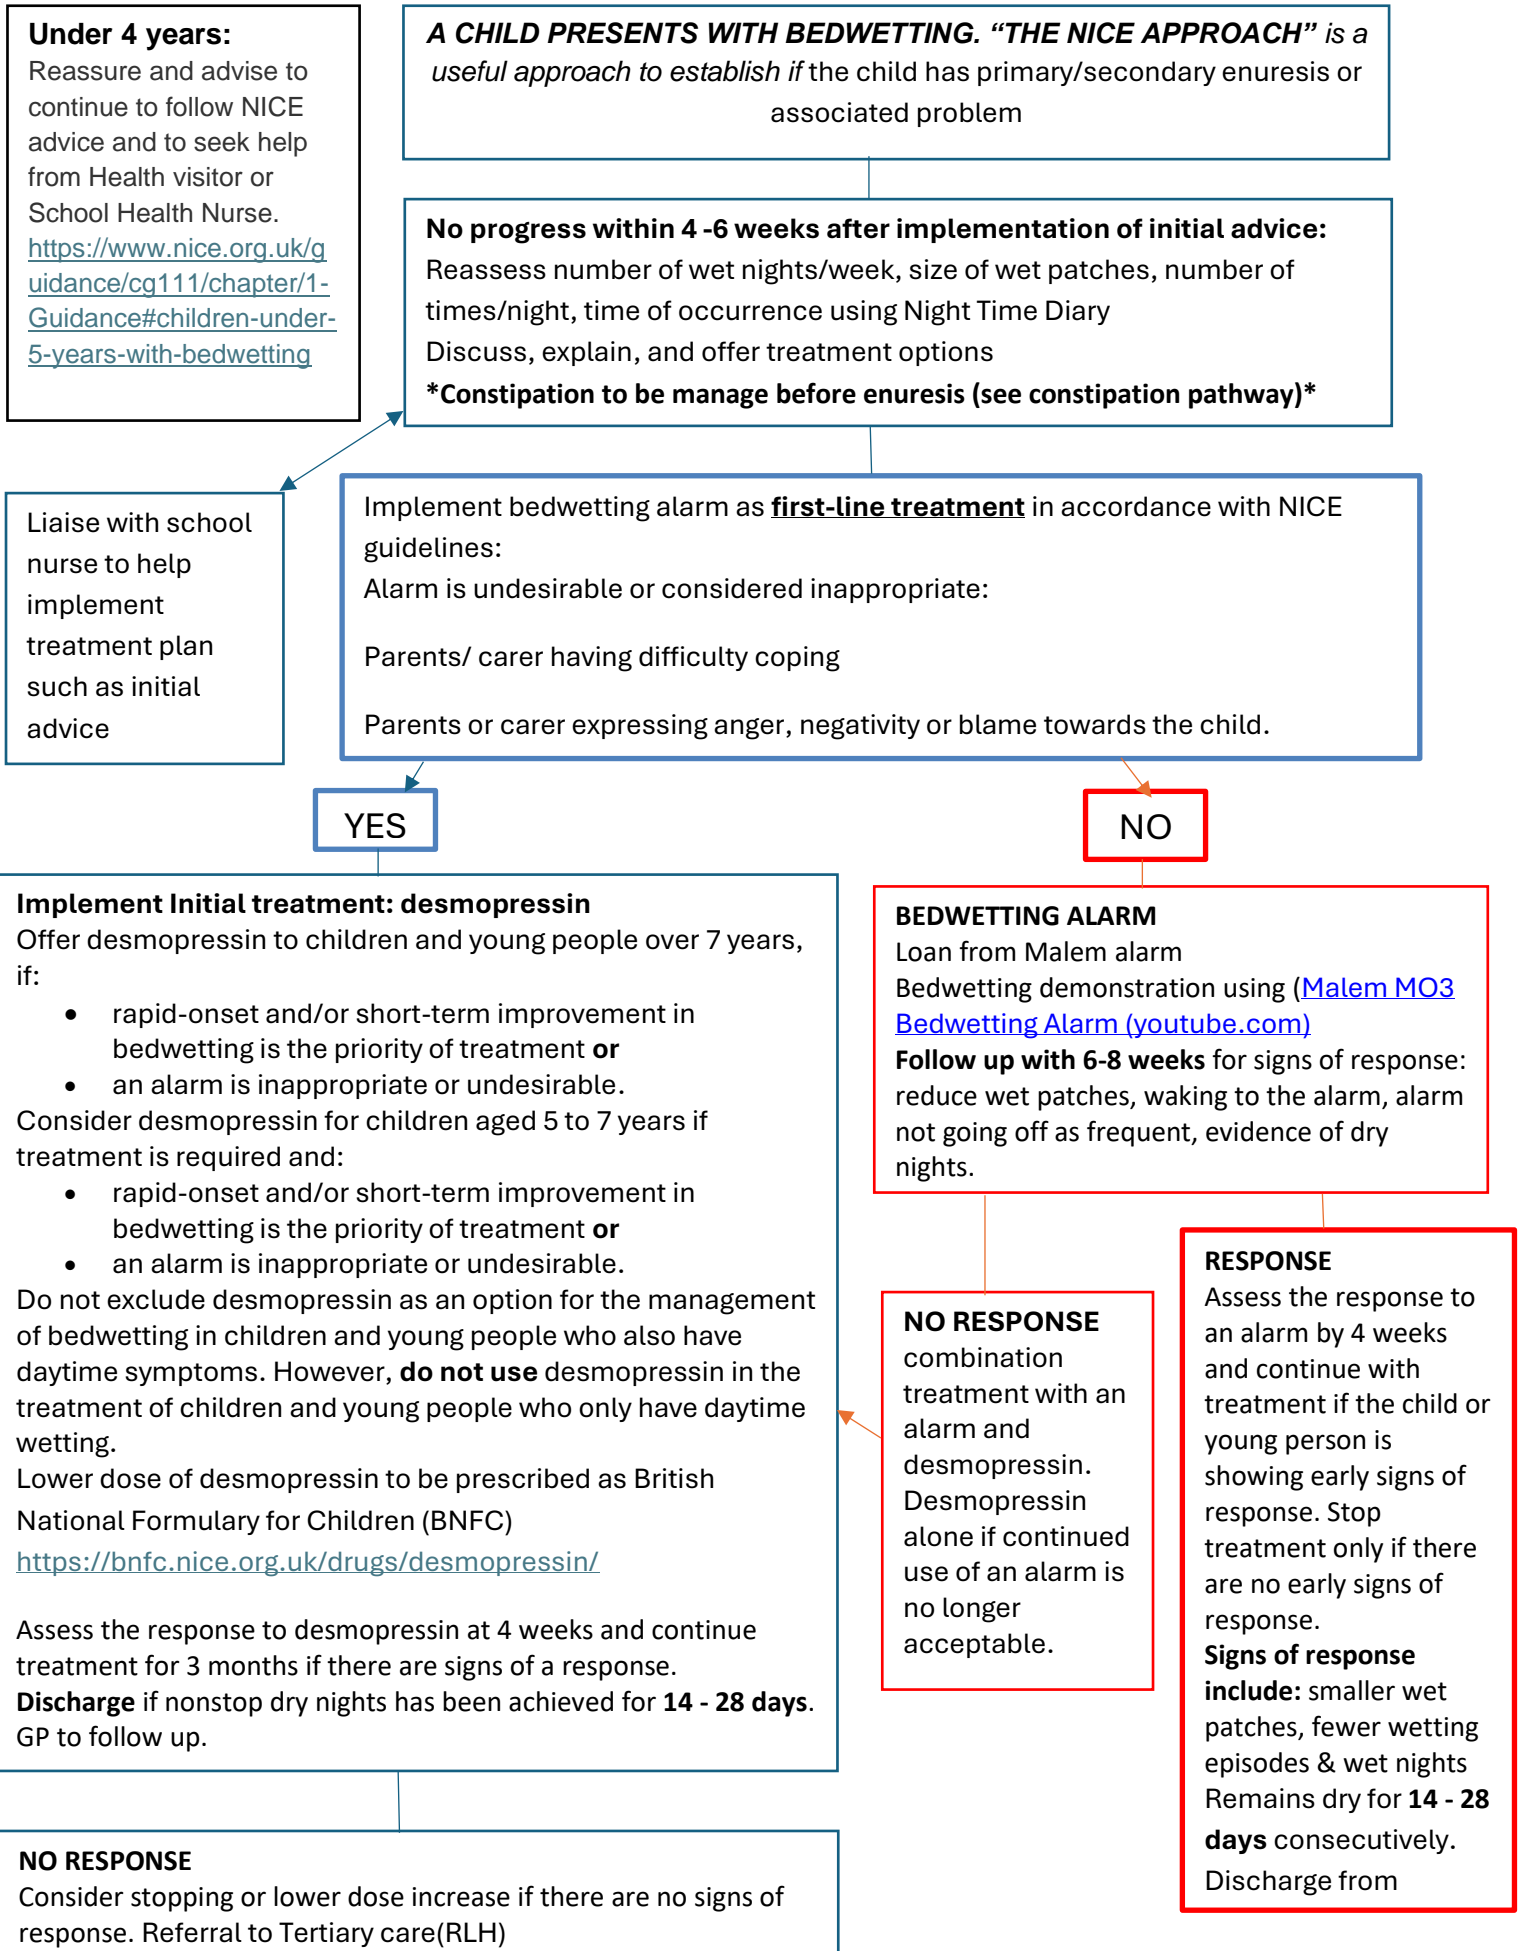 Under 4 years:
Reassure and advise to
continue to follow NICE
advice and to seek help
from Health visitor or
School Health Nurse.
https://www.nice.org.uk/g
uidance/cg111/chapter/1-
Guidance#children-under-
5-years-with-bedwetting
A CHILD PRESENTS WITH BEDWETTING. “THE NICE APPROACH” is a
useful approach to establish if the child has primary/secondary enuresis or
associated problem
No progress within 4 -6 weeks after implementation of initial advice:
Reassess number of wet nights/week, size of wet patches, number of
times/night, time of occurrence using Night Time Diary
Discuss, explain, and offer treatment options
*Constipation to be manage before enuresis (see constipation pathway)*
Liaise with school
nurse to help
implement
treatment plan
such as initial
advice
Implement bedwetting alarm as first-line treatment in accordance with NICE
guidelines:
Alarm is undesirable or considered inappropriate:
Parents/ carer having difficulty coping
Parents or carer expressing anger, negativity or blame towards the child.
YES
NO
Implement Initial treatment: desmopressin
Offer desmopressin to children and young people over 7 years,
if:
• rapid-onset and/or short-term improvement in
bedwetting is the priority of treatment or
• an alarm is inappropriate or undesirable.
Consider desmopressin for children aged 5 to 7 years if
treatment is required and:
• rapid-onset and/or short-term improvement in
bedwetting is the priority of treatment or
• an alarm is inappropriate or undesirable.
Do not exclude desmopressin as an option for the management
of bedwetting in children and young people who also have
daytime symptoms. However, do not use desmopressin in the
treatment of children and young people who only have daytime
wetting.
Lower dose of desmopressin to be prescribed as British
National Formulary for Children (BNFC)
https://bnfc.nice.org.uk/drugs/desmopressin/
Assess the response to desmopressin at 4 weeks and continue
treatment for 3 months if there are signs of a response.
Discharge if nonstop dry nights has been achieved for 14 - 28 days.
GP to follow up.
BEDWETTING ALARM
Loan from Malem alarm
Bedwetting demonstration using (Malem MO3
Bedwetting Alarm (youtube.com)
Follow up with 6-8 weeks for signs of response:
reduce wet patches, waking to the alarm, alarm
not going off as frequent, evidence of dry
nights.
NO RESPONSE
combination
treatment with an
alarm and
desmopressin.
Desmopressin
alone if continued
use of an alarm is
no longer
acceptable.
RESPONSE
Assess the response to
an alarm by 4 weeks
and continue with
treatment if the child or
young person is
showing early signs of
response. Stop
treatment only if there
are no early signs of
response.
Signs of response
include: smaller wet
patches, fewer wetting
episodes & wet nights
Remains dry for 14 - 28
days consecutively.
Discharge from
NO RESPONSE
Consider stopping or lower dose increase if there are no signs of
response. Referral to Tertiary care(RLH)